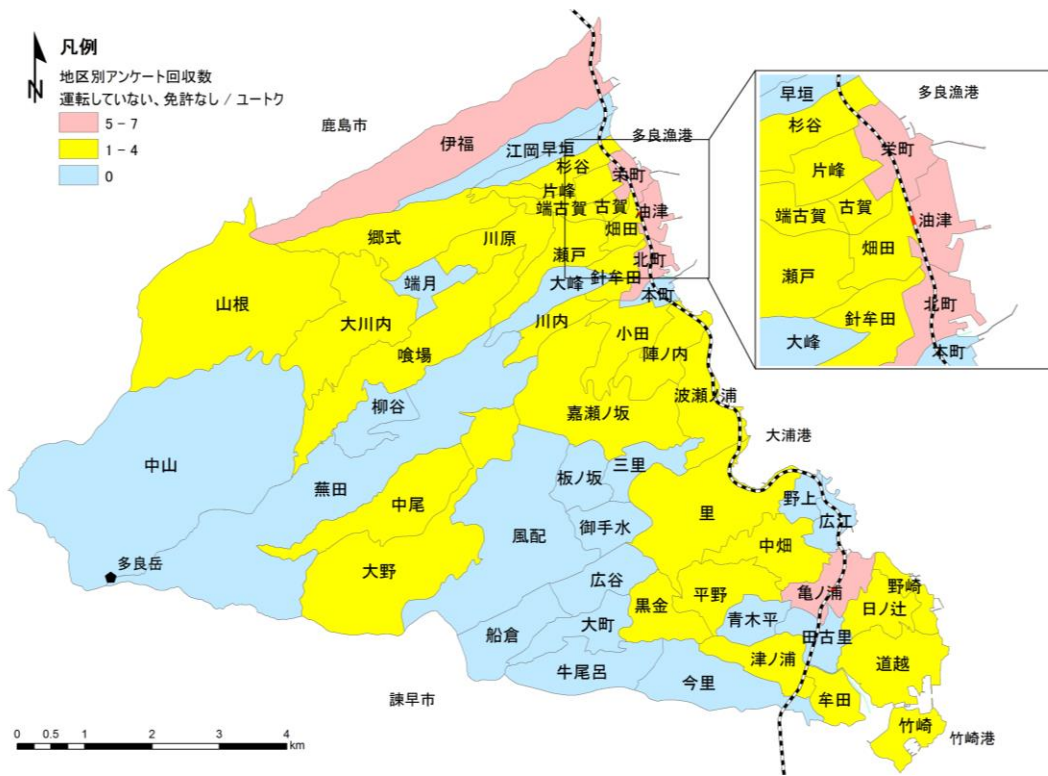 凡例
地区別アンケート回収数
運転していない、免許なし / ユートク
5 - 7
1 - 4
0
N
鹿島市
伊福
江岡
早垣
多良漁港
杉谷
栄町
片峰
端古賀
古賀
油津
畑田
郷式
川原
瀬戸
北町
端月
大峰
針牟田
本町
山根
大川内
川内
小田
喰場
陣ノ内
波瀬ノ浦
柳谷
嘉瀬ノ坂
大浦港
中山
三里
板ノ坂
蕪田
中尾
里
野上
広江
風配
御手水
中畑
多良岳
大野
広谷
亀ノ浦
野崎
黒金
平野
日ノ辻
青木平
大町
船倉
田古里
津ノ浦
道越
牛尾呂
今里
牟田
諫早市
竹崎
竹崎港
0 0.5 1 2 3 4
km
早垣
多良漁港
杉谷
栄町
片峰
端古賀
古賀
油津
畑田
瀬戸
北町
針牟田
大峰
本町